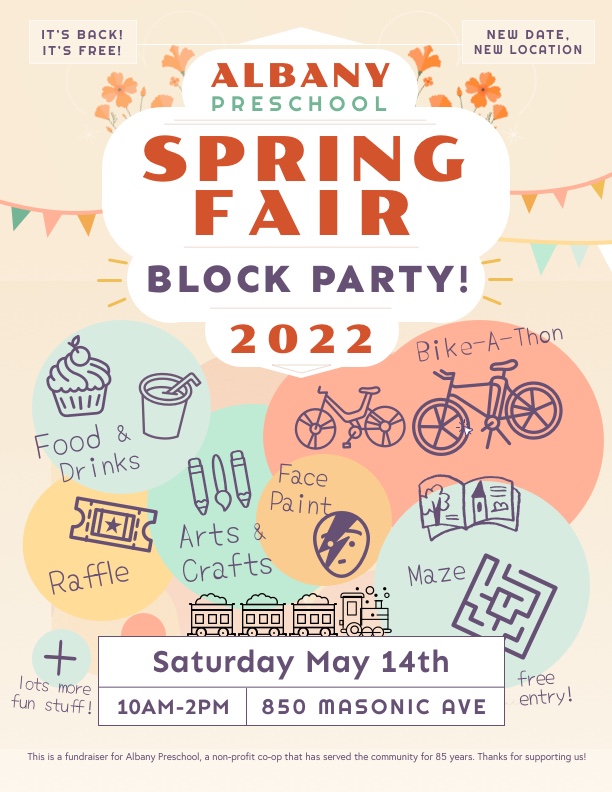 IT'S BACK!
IT'S FREE!
NEW DATE,
NEW LOCATION
ALBANY
PRESCHOOL
SPRING
FAIR
BLOCK PARTY!
2022
Bike-A-Thon
Food &
Drinks
Face
Paint
Arts &
Crafts
Raffle
Maze
lots more
fun stuff!
free
entry!
Saturday May 14th
10AM-2PM
850 MASONIC AVE
This is a fundraiser for Albany Preschool, a non-profit co-op that has served the community for 85 years. Thanks for supporting us!